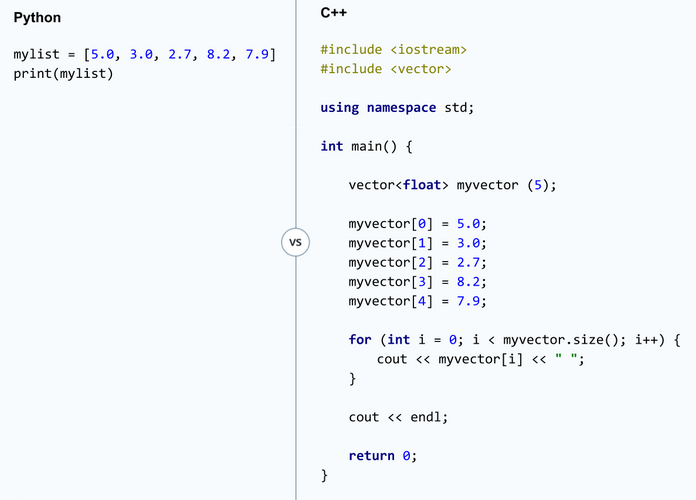 Python
mylist = [5.0, 3.0, 2.7, 8.2, 7.9]
print(mylist)
vs
C++
#include <iostream>
#include <vector>
using namespace std;
int main() {
vector<float> myvector (5);
myvector[0] = 5.0;
myvector[1] = 3.0;
myvector[2] = 2.7;
myvector[3] = 8.2;
myvector[4] = 7.9;
for (int i = 0; i < myvector.size(); i++) {
cout << myvector[i] << " ";
}
cout << endl;
return 0;
}